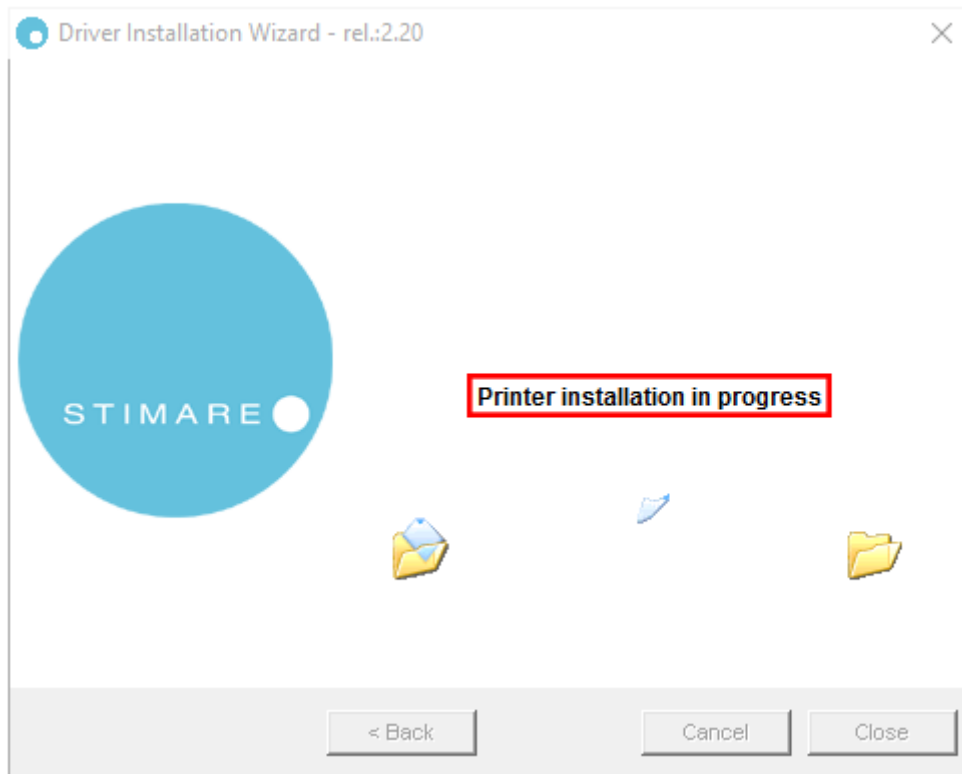 Driver Installation Wizard - rel.:2.20
STIMARE
Printer installation in progress
< Back
Cancel
Close